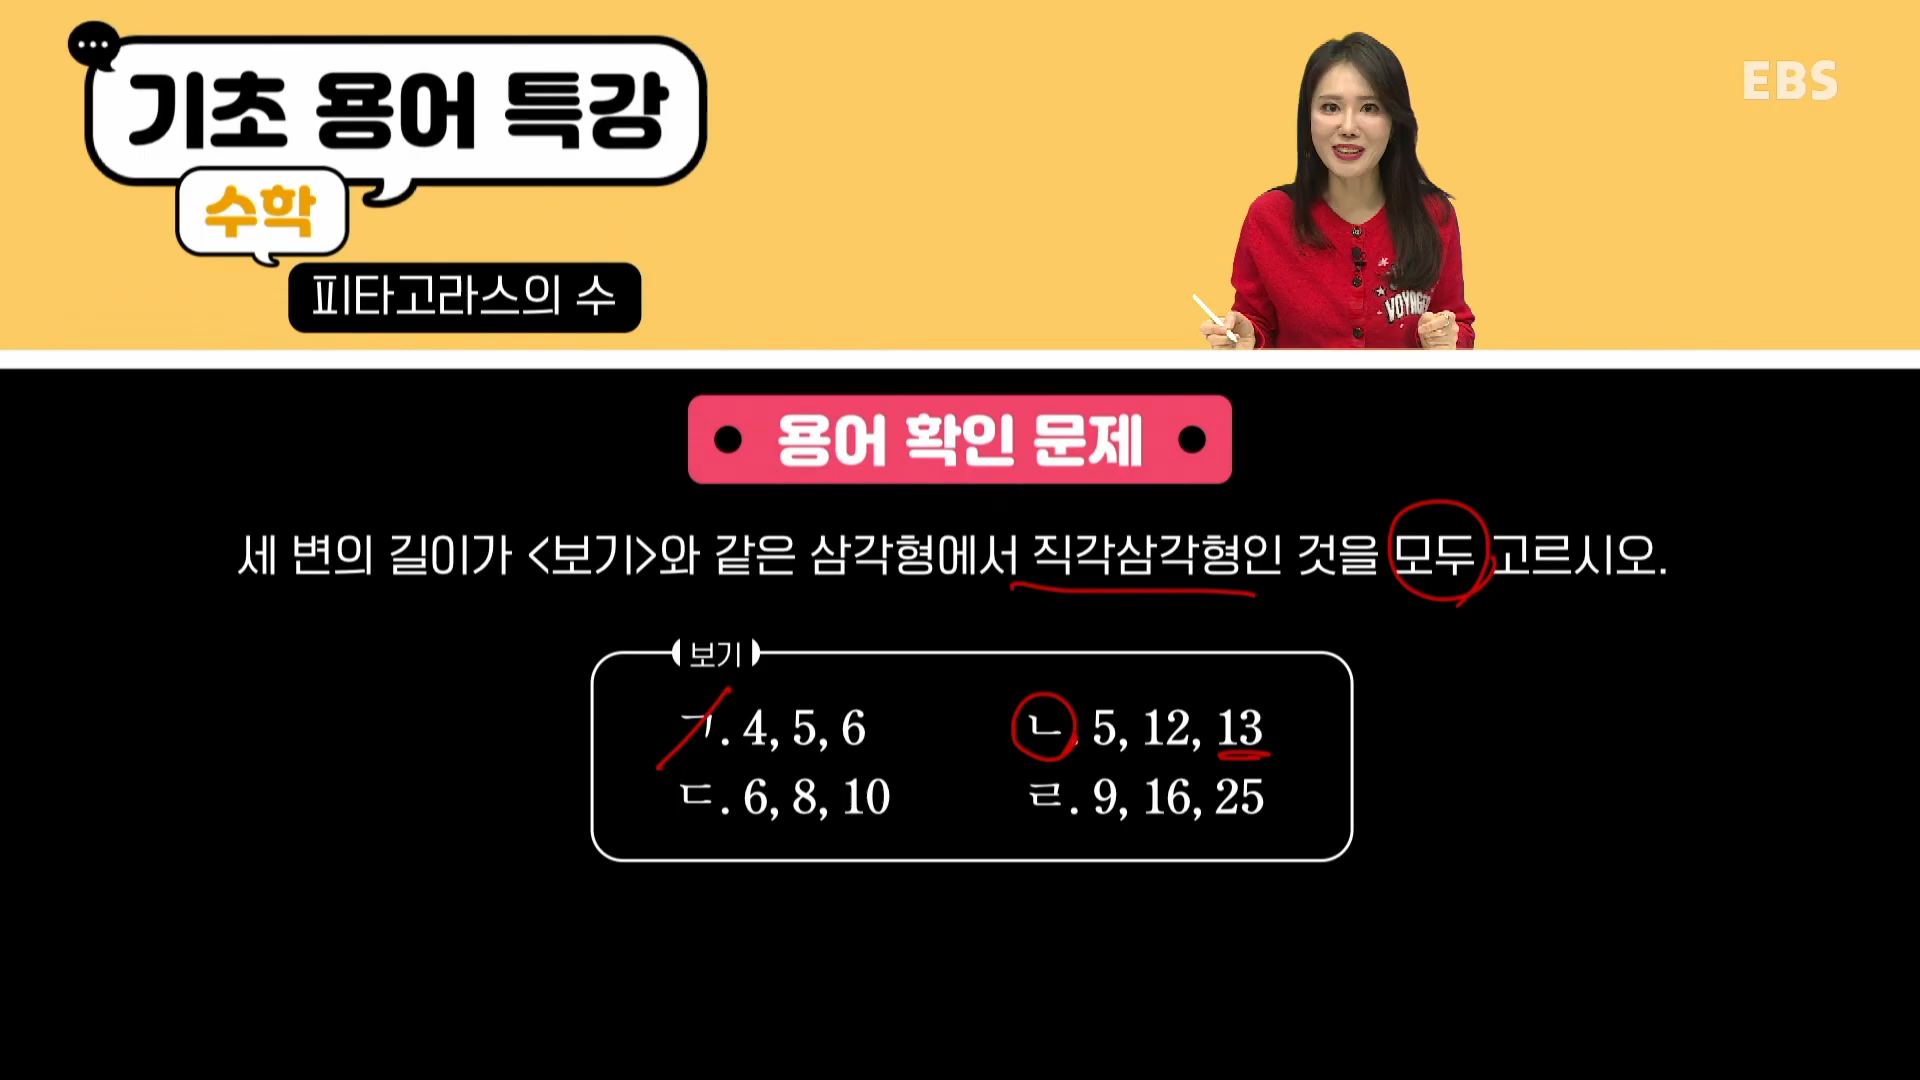 기초 용어 특강
수학
피타고라스의 수
EBS
VOYAGE
용어 확인 문제
세 변의 길이가 <보기>와 같은 삼각형에서 직각삼각형인 것을 모두 고르시오.
보기
ㄱ. 4, 5, 6
ㄴ. 5, 12, 13
ㄷ. 6, 8, 10
ㄹ. 9, 16, 25